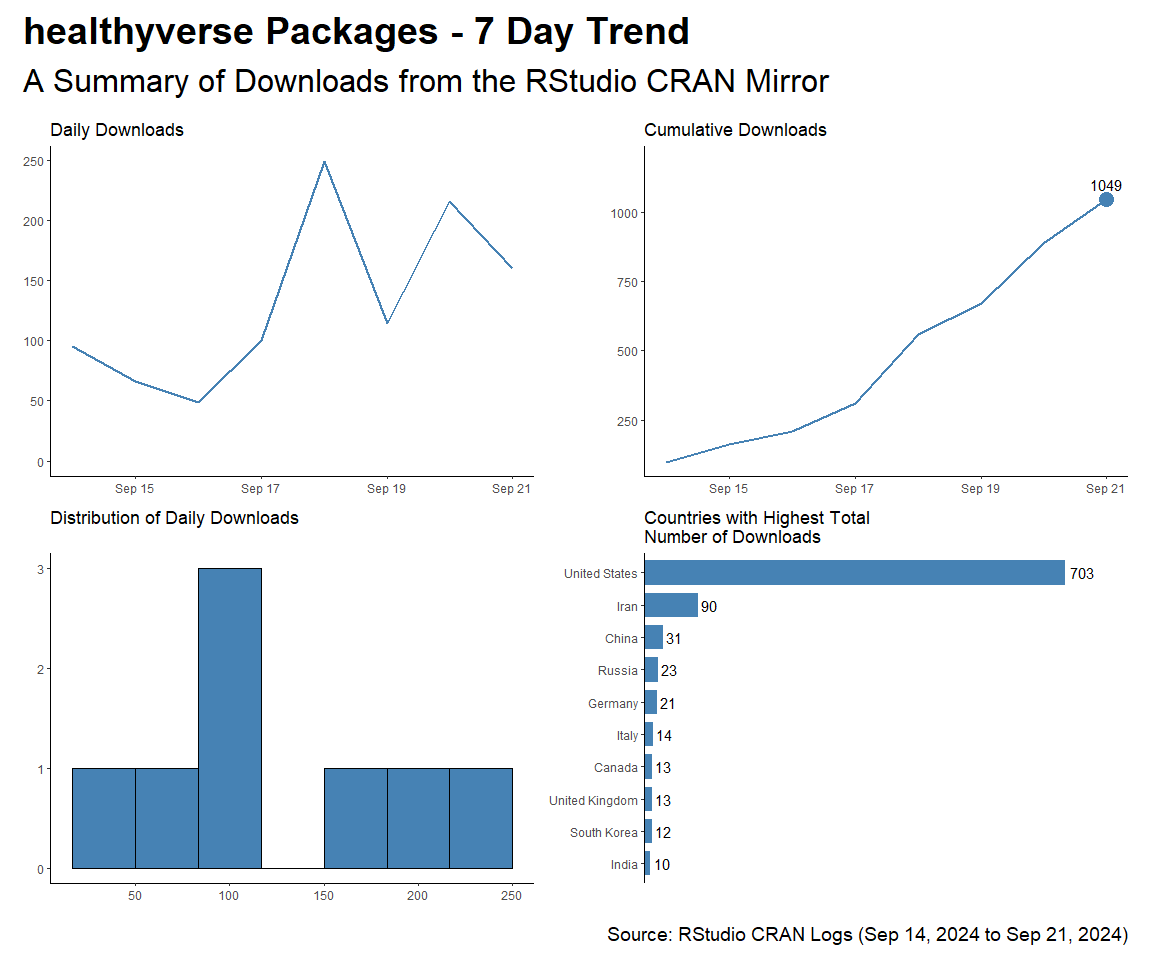 healthyverse Packages - 7 Day Trend
A Summary of Downloads from the RStudio CRAN Mirror
Daily Downloads
250
200
150
100
50
0
Sep 15 Sep 17 Sep 19 Sep 21
Cumulative Downloads
1049
1000
750
500
250
Sep 15 Sep 17 Sep 19 Sep 21
Distribution of Daily Downloads
3
2
1
0
50 100 150 200 250
Countries with Highest Total
Number of Downloads
United States 703
Iran 90
China 31
Russia 23
Germany 21
Italy 14
Canada 13
United Kingdom 13
South Korea 12
India 10
Source: RStudio CRAN Logs (Sep 14, 2024 to Sep 21, 2024)